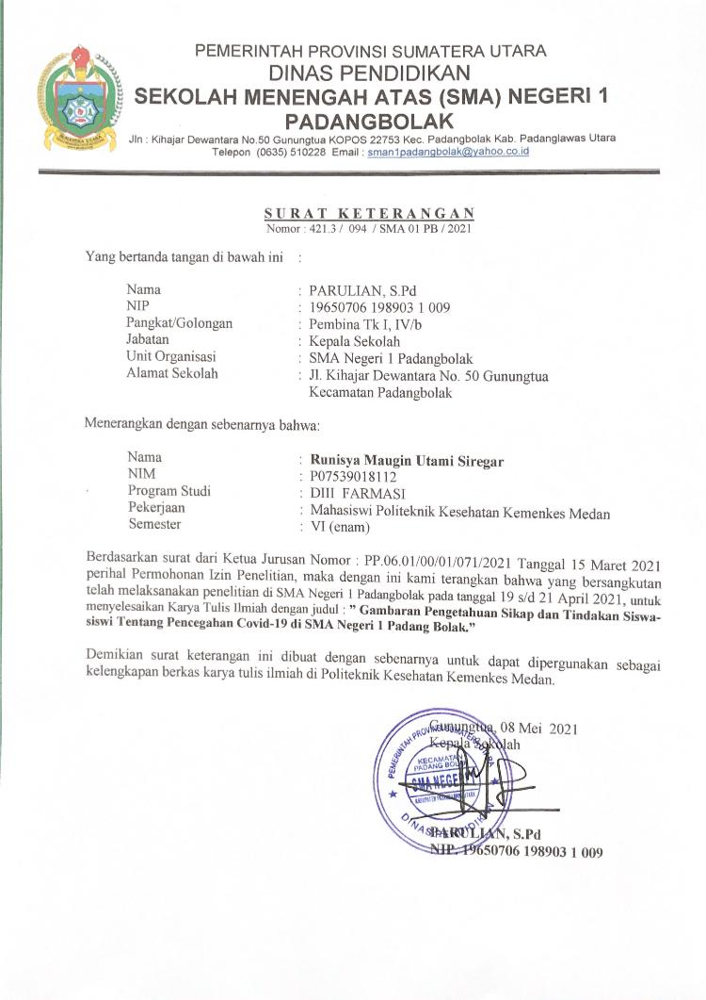 PEMERINTAH PROVINSI SUMATERA UTARA
DINAS PENDIDIKAN
SEKOLAH MENENGAH ATAS (SMA) NEGERI 1
PADANGBOLAK
Jln : Kihajar Dewantara No.50 Gunungtua KOPOS 22753 Kec. Padangbolak Kab. Padanglawas Utara
Telepon (0635) 510228 Email : sman1padangbolak@yahoo.co.id
SUMATERA UTARA
SURAT KETERANGAN
Nomor : 421.3 / 094 / SMA 01 PB / 2021
Yang bertanda tangan di bawah ini :
Nama : PARULIAN, S.Pd
NIP : 19650706 198903 1 009
Pangkat/Golongan : Pembina Tk I, IV/b
Jabatan : Kepala Sekolah
Unit Organisasi : SMA Negeri 1 Padangbolak
Alamat Sekolah : Jl. Kihajar Dewantara No. 50 Gunungtua
Kecamatan Padangbolak
Menerangkan dengan sebenarnya bahwa:
Nama : Runisya Maugin Utami Siregar
NIM : P07539018112
Program Studi : DIII FARMASI
Pekerjaan : Mahasiswi Politeknik Kesehatan Kemenkes Medan
Semester : VI (enam)
Berdasarkan surat dari Ketua Jurusan Nomor : PP.06.01/00/01/071/2021 Tanggal 15 Maret 2021
perihal Permohonan Izin Penelitian, maka dengan ini kami terangkan bahwa yang bersangkutan
telah melaksanakan penelitian di SMA Negeri 1 Padangbolak pada tanggal 19 s/d 21 April 2021, untuk
menyelesaikan Karya Tulis Ilmiah dengan judul : ” Gambaran Pengetahuan Sikap dan Tindakan Siswa-
siswi Tentang Pencegahan Covid-19 di SMA Negeri 1 Padang Bolak.”
Demikian surat keterangan ini dibuat dengan sebenarnya untuk dapat dipergunakan sebagai
kelengkapan berkas karya tulis ilmiah di Politeknik Kesehatan Kemenkes Medan.
Gunungtua, 08 Mei 2021
Kepala Sekolah
PEMERINTAH PROVINSI SUMATERA UTARA
KECAMATAN
PADANG BOLAK
SMA NEGERI
DINAS PENDIDIKAN
PARULIAN, S.Pd
NIP. 19650706 198903 1 009